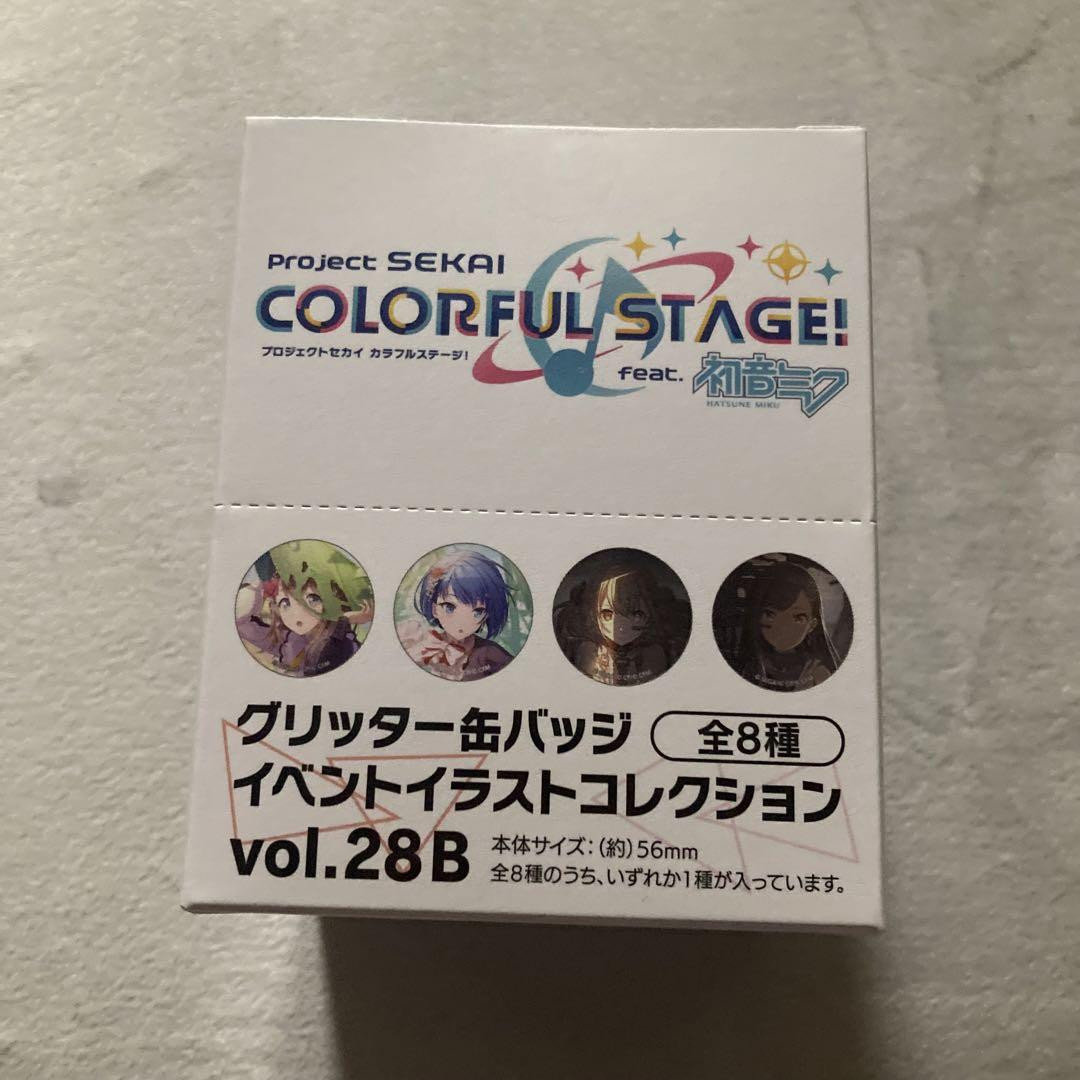 Project SEKAI
COLORFUL STAGE!
プロジェクトセカイ カラフルステージ!
feat. 初音ミク
HATSUNE MIKU
グリッター缶バッジ 全8種
イベントイラストコレクション
vol.28B
本体サイズ:(約)56mm
全8種のうち、いずれか1種が入っています。